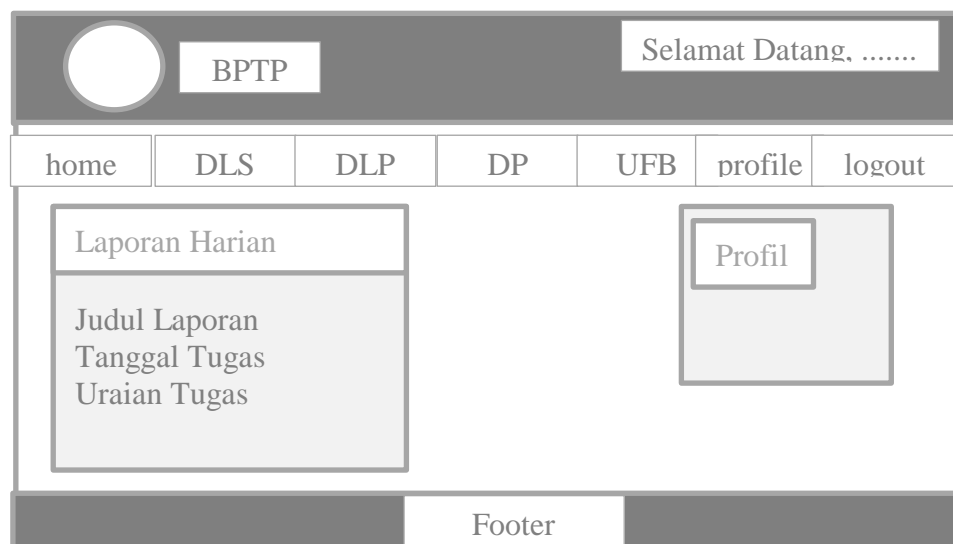 BPTP
Selamat Datang, .......
home DLS DLP DP UFB profile logout
Laporan Harian
Profil
Judul Laporan
Tanggal Tugas
Uraian Tugas
Footer